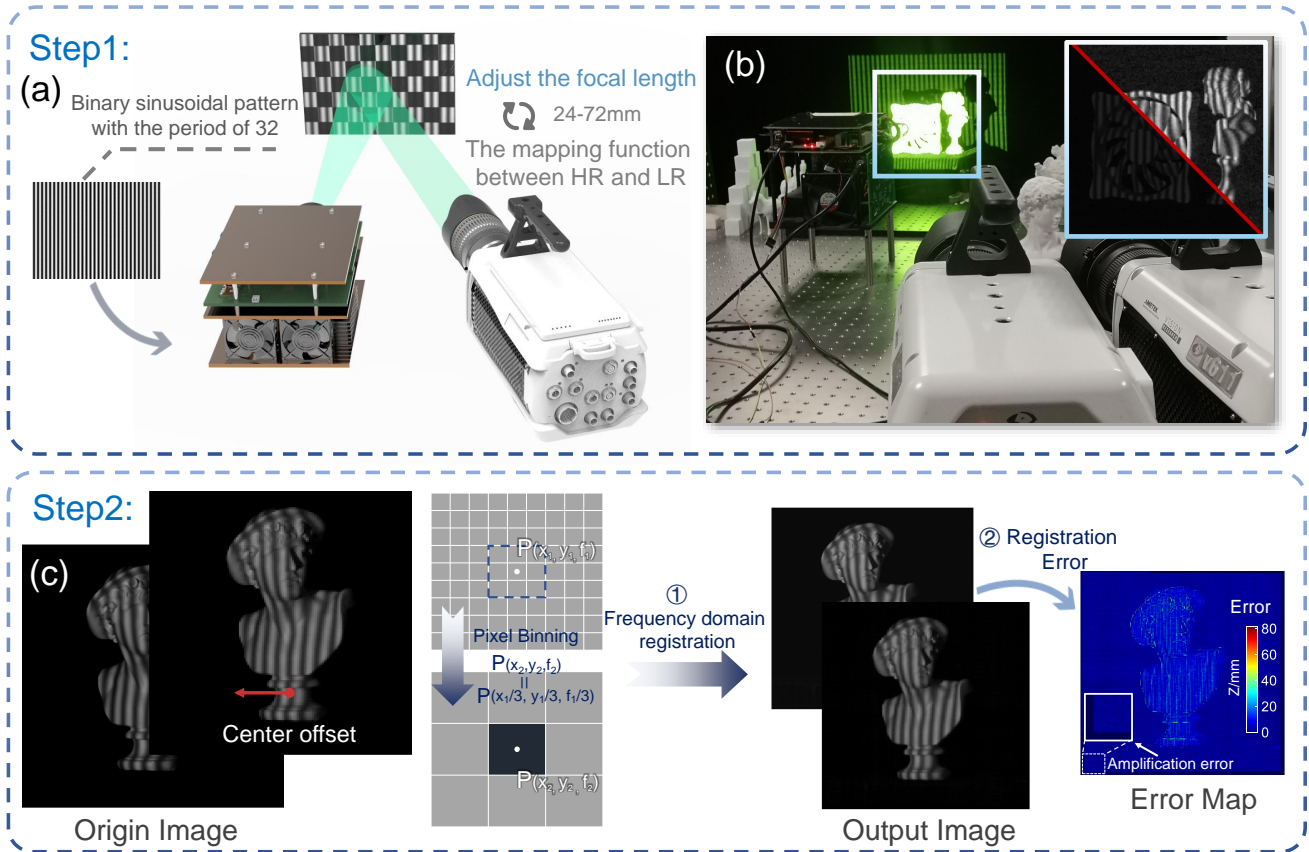 Step1:
(a)
Binary sinusoidal pattern
with the period of 32
Adjust the focal length
24-72mm
The mapping function
between HR and LR
(b)
AMETEK
VISION
v611
Step2:
(c)
Center offset
Origin Image
P(x₁, y₁, f₁)
Pixel Binning
P(x₂,y₂,f₂)
=
P(x₁/3, y₁/3, f₁/3)
P(x₂, y₂, f₂)
①
Frequency domain
registration
Output Image
② Registration
Error
Error
Z/mm
80
60
40
20
0
Amplification error
Error Map